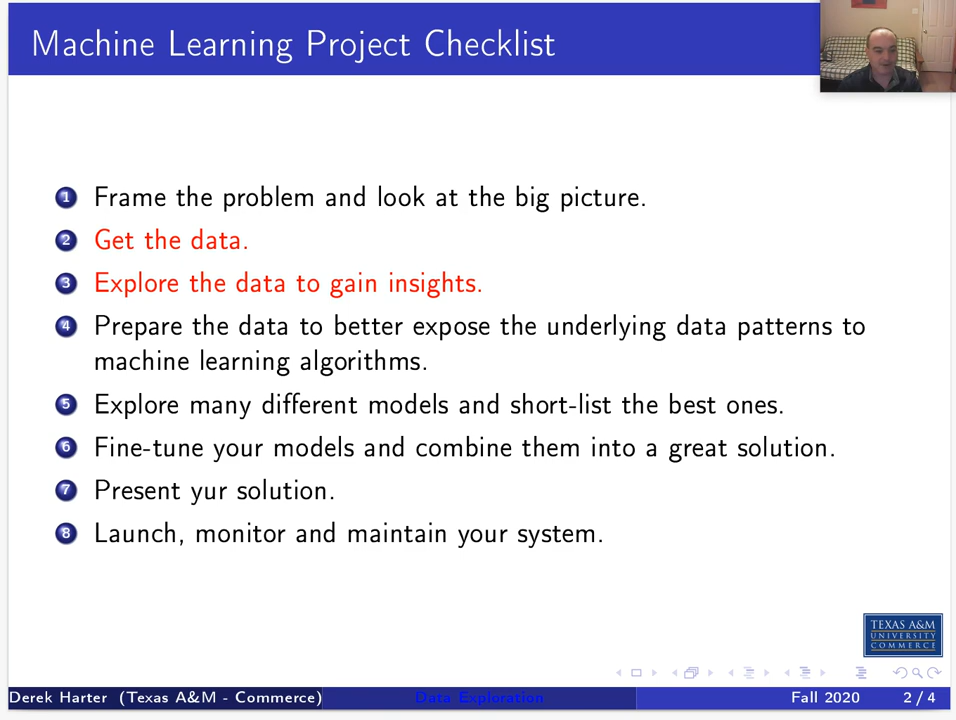 Machine Learning Project Checklist
1 Frame the problem and look at the big picture.
2 Get the data.
3 Explore the data to gain insights.
4 Prepare the data to better expose the underlying data patterns to
machine learning algorithms.
5 Explore many different models and short-list the best ones.
6 Fine-tune your models and combine them into a great solution.
7 Present yur solution.
8 Launch, monitor and maintain your system.
TEXAS A&M
UNIVERSITY
COMMERCE
Derek Harter (Texas A&M - Commerce) Data Exploration Fall 2020 2 / 4